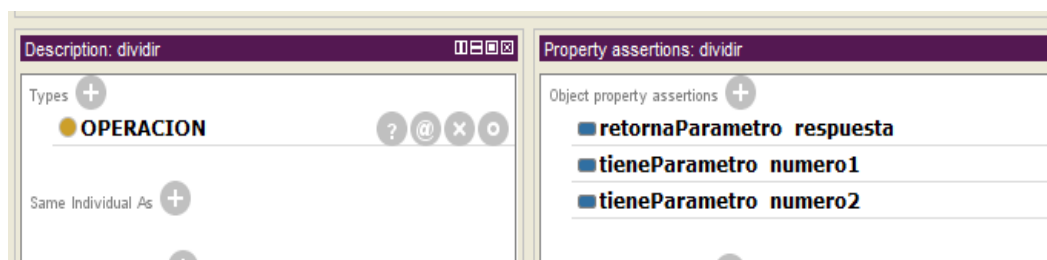 Description: dividir
Types
OPERACION
Same Individual As
Property assertions: dividir
Object property assertions
retornaParametro respuesta
tieneParametro numero1
tieneParametro numero2